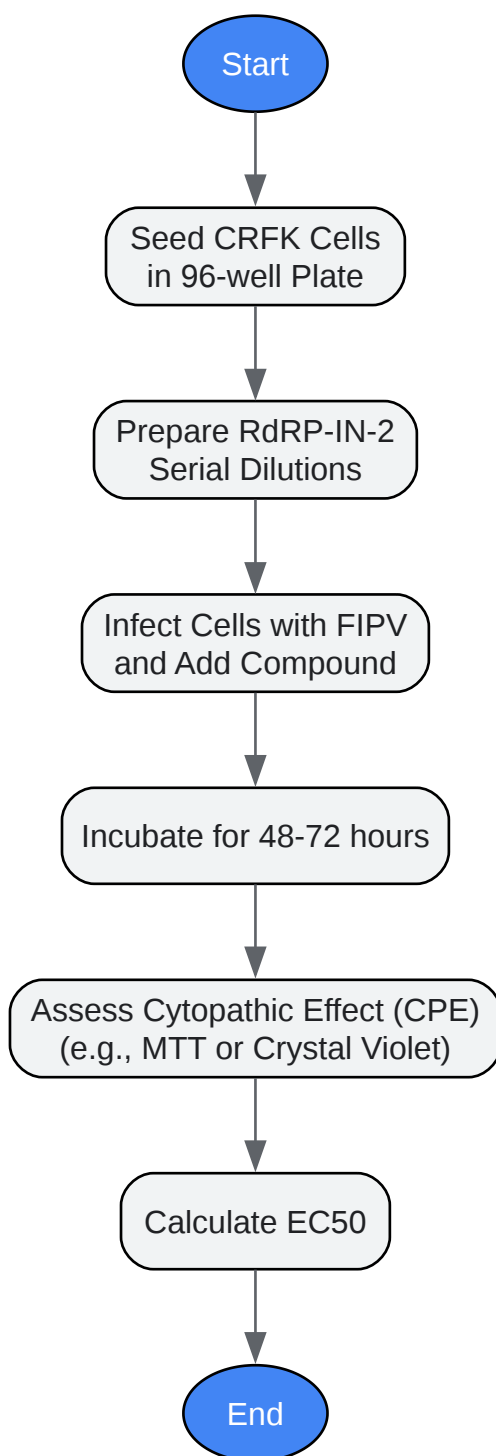 Start
Seed CRFK Cells
in 96-well Plate
Prepare RdRP-IN-2
Serial Dilutions
Infect Cells with FIPV
and Add Compound
Incubate for 48-72 hours
Assess Cytopathic Effect (CPE)
(e.g., MTT or Crystal Violet)
Calculate EC50
End